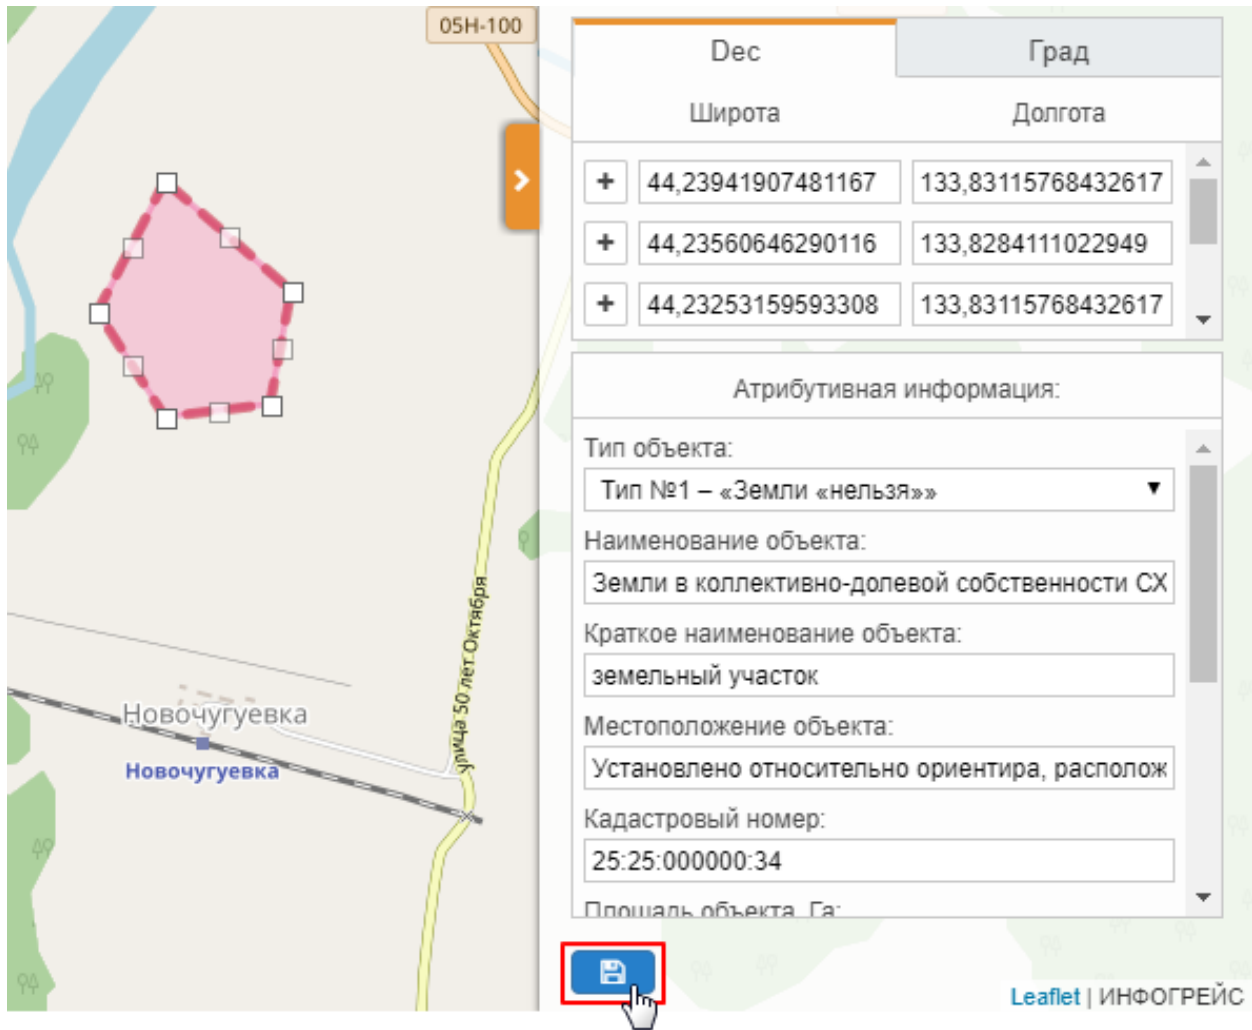 05Н-100
Dec
Град
Широта
Долгота
+ 44,23941907481167 133,83115768432617
+ 44,23560646290116 133,8284111022949
+ 44,23253159593308 133,83115768432617
Атрибутивная информация:
Тип объекта:
Тип №1 – «Земли «нельзя»»
Наименование объекта:
Земли в коллективно-долевой собственности СХ
Краткое наименование объекта:
земельный участок
Местоположение объекта:
Установлено относительно ориентира, располож
Кадастровый номер:
25:25:000000:34
Площадь объекта, Га:
улица 50 лет Октября
Новочугуевка
Новочугуевка
Leaflet | ИНФОГРЕЙС